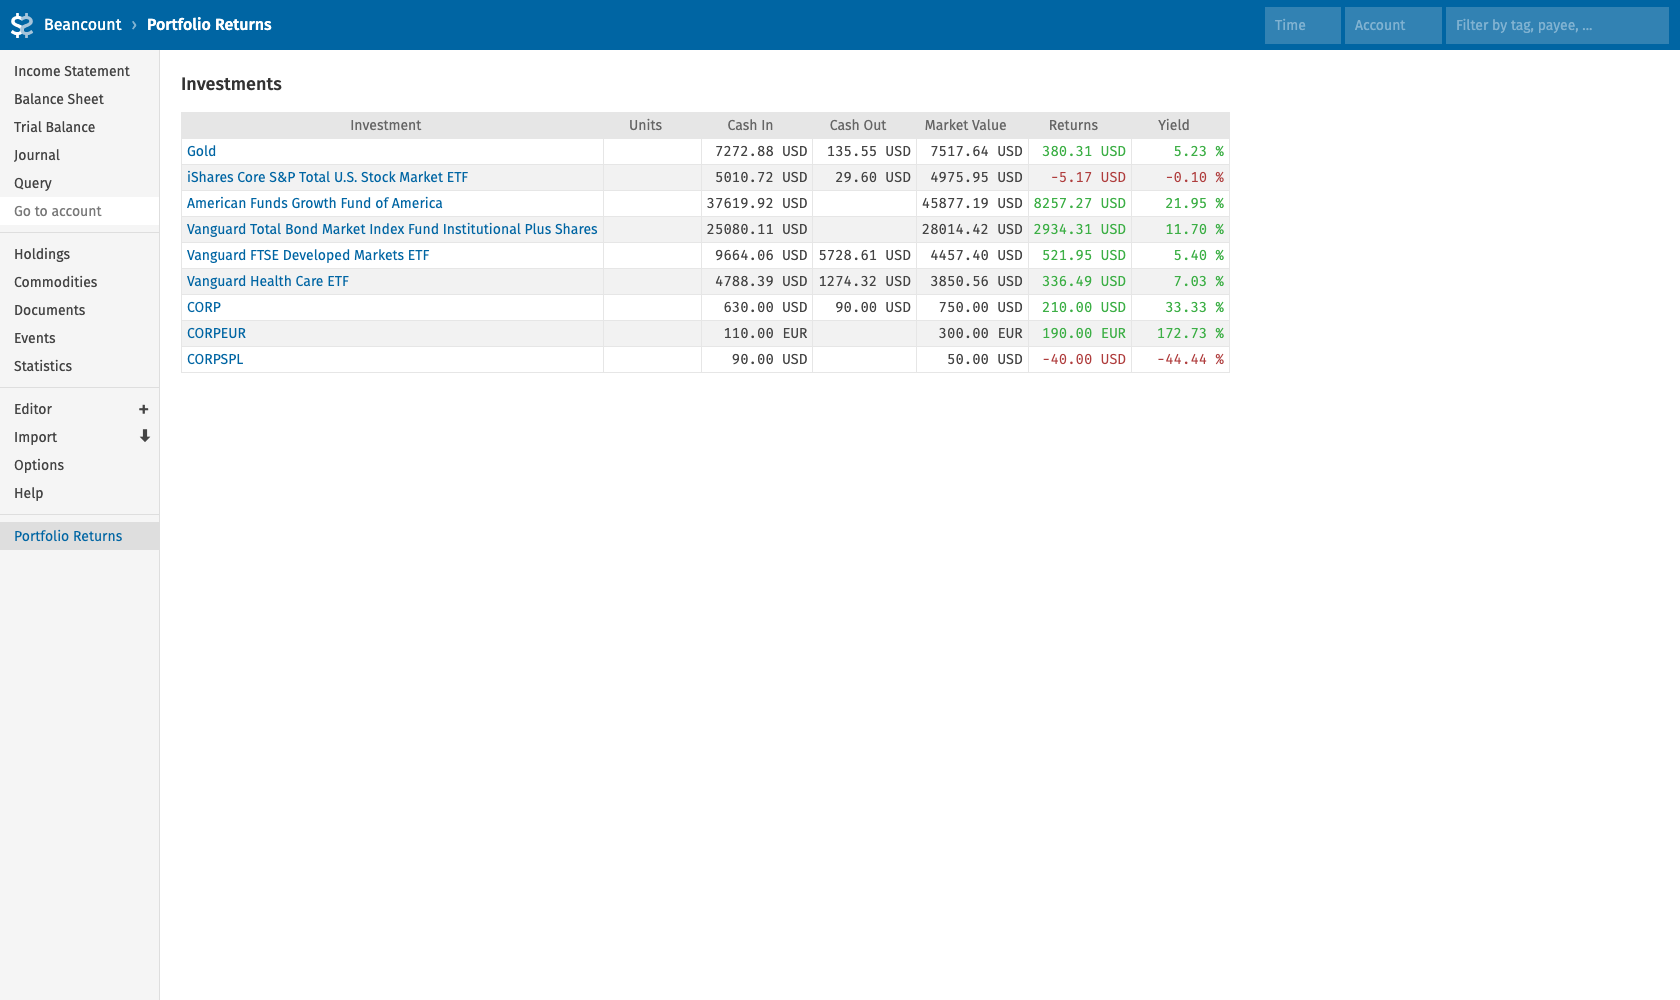 Beancount › Portfolio Returns
Time Account Filter by tag, payee, ...
Income Statement
Balance Sheet
Trial Balance
Journal
Query
Go to account
Holdings
Commodities
Documents
Events
Statistics
Editor +
Import
Options
Help
Portfolio Returns
Investments
Investment Units Cash In Cash Out Market Value Returns Yield
Gold 7272.88 USD 135.55 USD 7517.64 USD 380.31 USD 5.23 %
iShares Core S&P Total U.S. Stock Market ETF 5010.72 USD 29.60 USD 4975.95 USD -5.17 USD -0.10 %
American Funds Growth Fund of America 37619.92 USD 45877.19 USD 8257.27 USD 21.95 %
Vanguard Total Bond Market Index Fund Institutional Plus Shares 25080.11 USD 28014.42 USD 2934.31 USD 11.70 %
Vanguard FTSE Developed Markets ETF 9664.06 USD 5728.61 USD 4457.40 USD 521.95 USD 5.40 %
Vanguard Health Care ETF 4788.39 USD 1274.32 USD 3850.56 USD 336.49 USD 7.03 %
CORP 630.00 USD 90.00 USD 750.00 USD 210.00 USD 33.33 %
CORPEUR 110.00 EUR 300.00 EUR 190.00 EUR 172.73 %
CORPSPL 90.00 USD 50.00 USD -40.00 USD -44.44 %